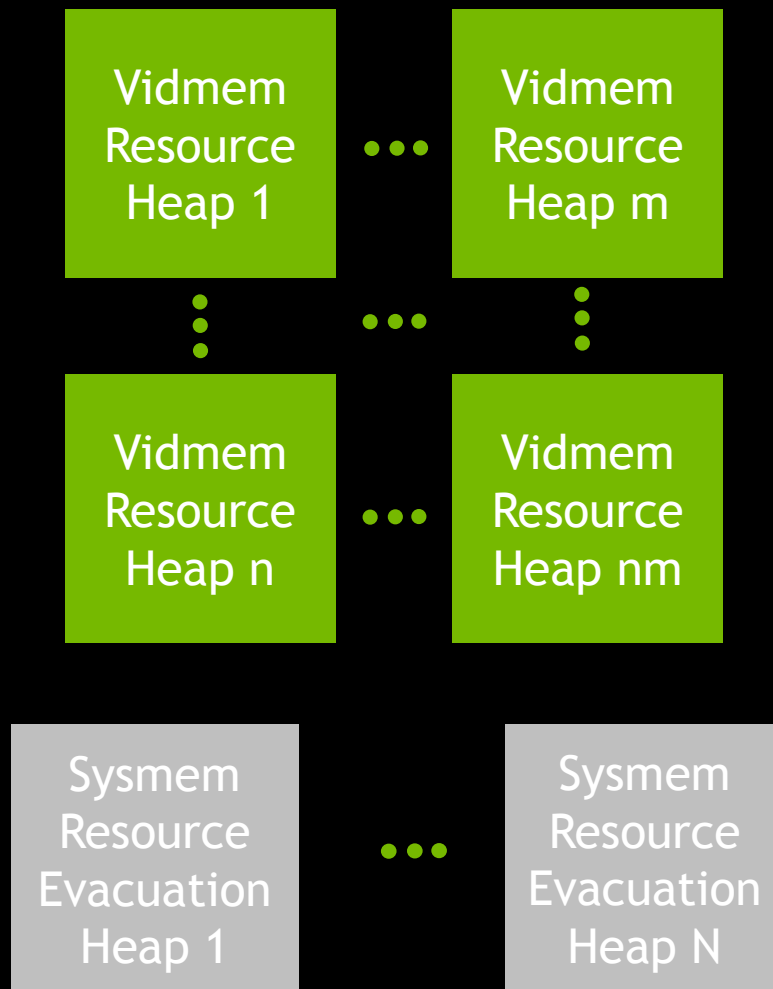 Vidmem
Resource
Heap 1
Vidmem
Resource
Heap m
Vidmem
Resource
Heap n
Vidmem
Resource
Heap nm
Sysmem
Resource
Evacuation
Heap 1
Sysmem
Resource
Evacuation
Heap N